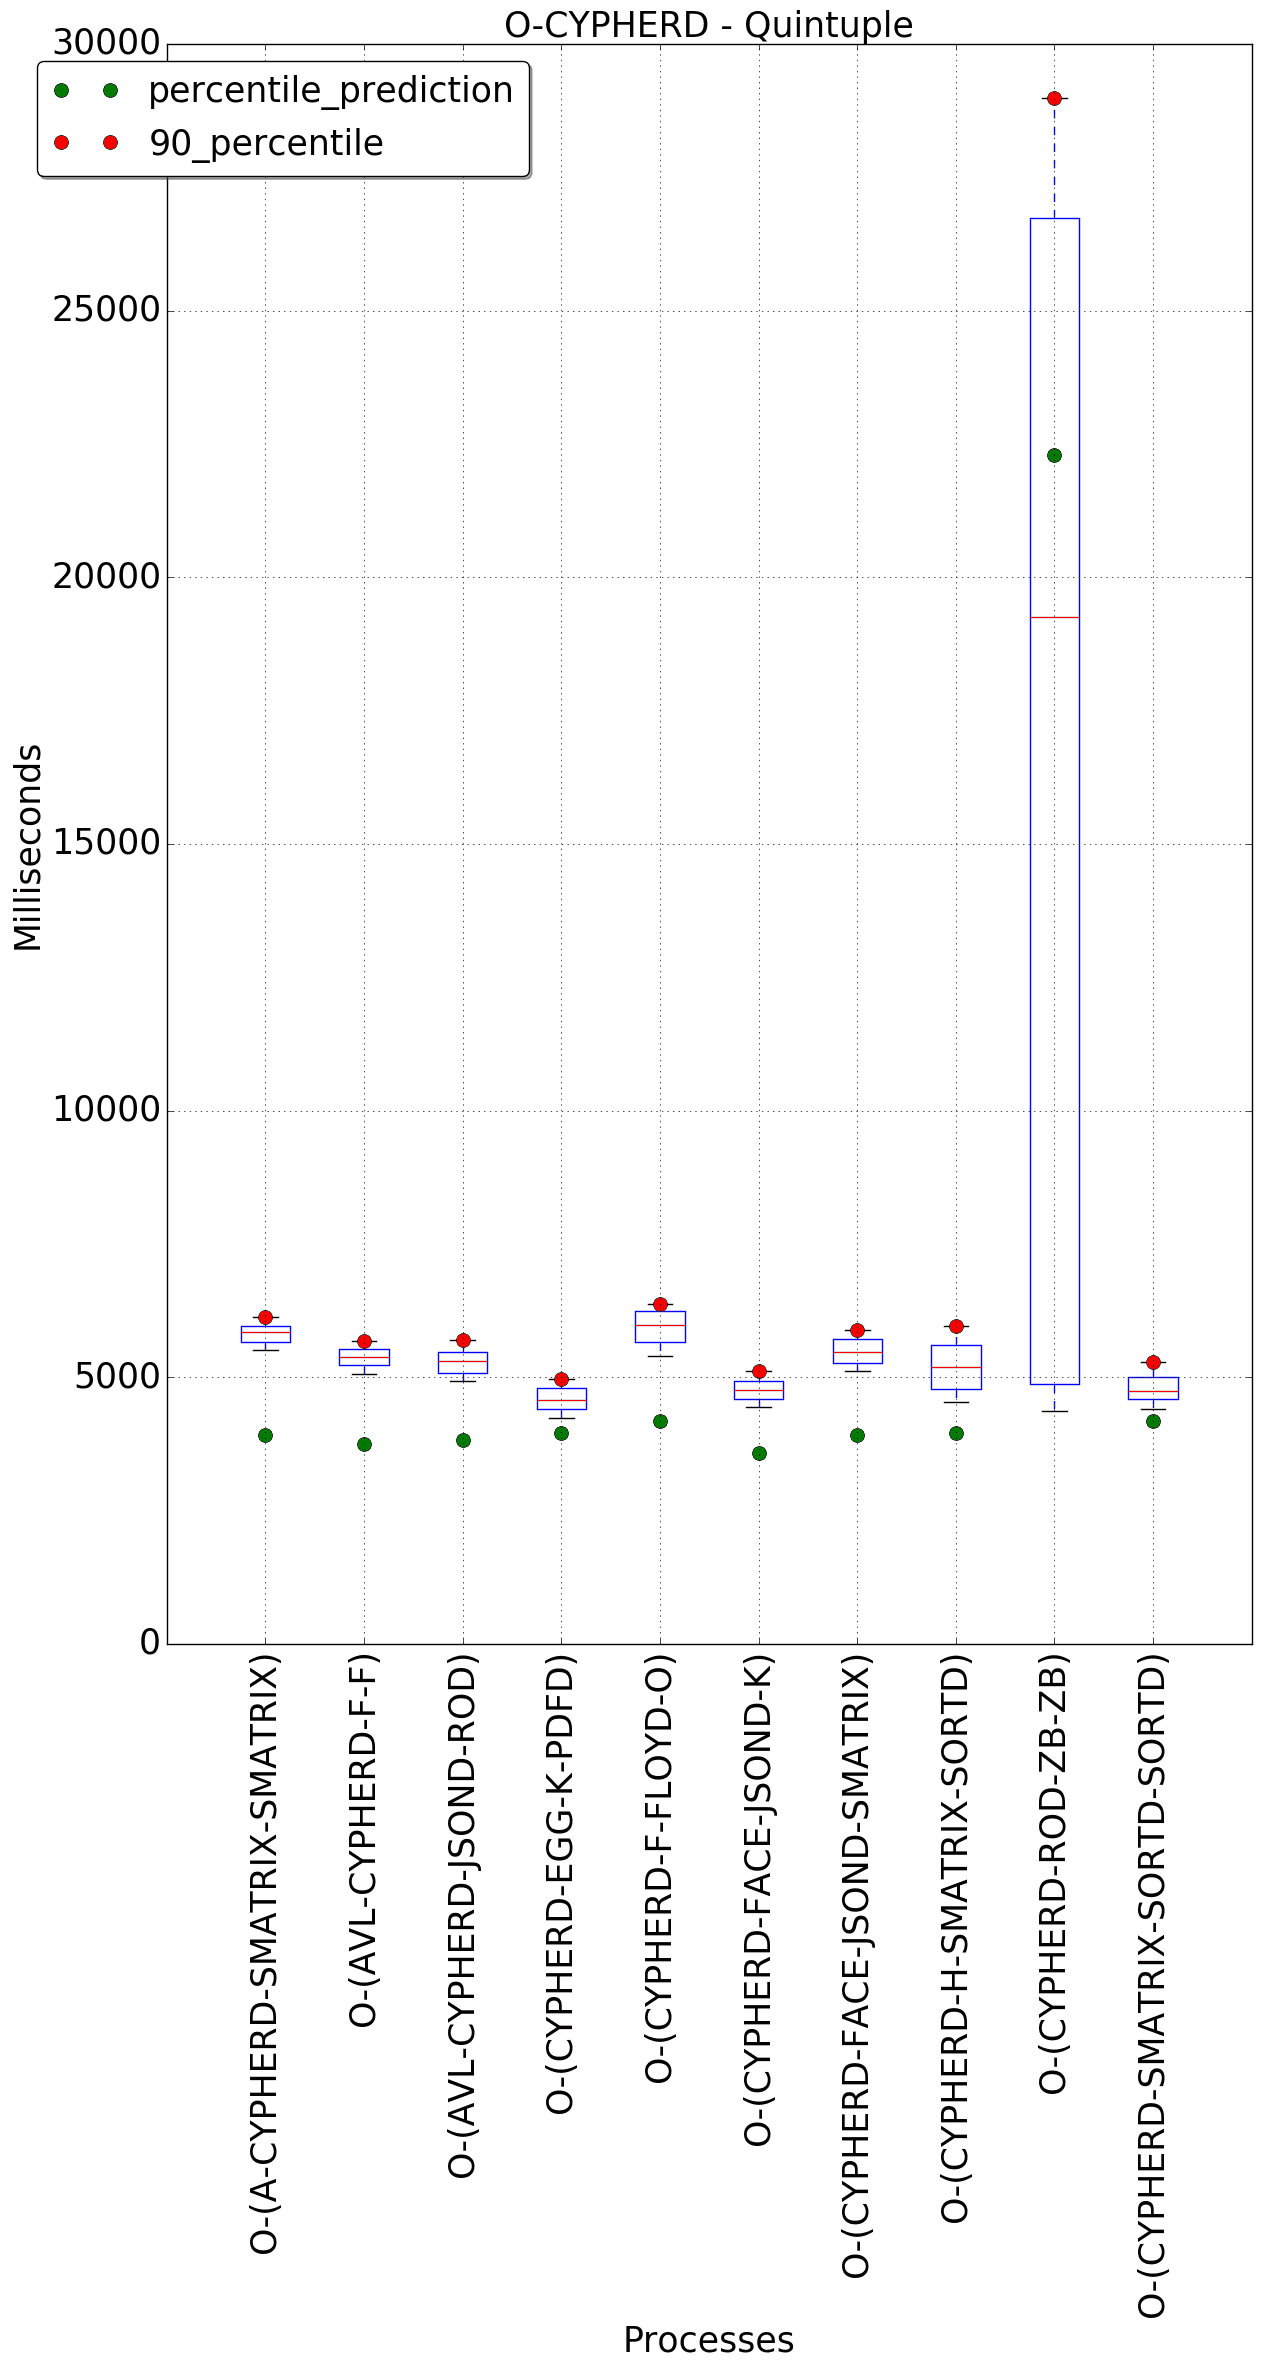 O-CYPHERD - Quintuple
percentile_prediction
90_percentile
30000
25000
20000
15000
10000
5000
0
Milliseconds
O-(A-CYPHERD-SMATRIX-SMATRIX)
O-(AVL-CYPHERD-F-F)
O-(AVL-CYPHERD-JSOND-ROD)
O-(CYPHERD-EGG-K-PDFD)
O-(CYPHERD-F-FLOYD-O)
O-(CYPHERD-FACE-JSOND-K)
O-(CYPHERD-FACE-JSOND-SMATRIX)
O-(CYPHERD-H-SMATRIX-SORTD)
O-(CYPHERD-ROD-ZB-ZB)
O-(CYPHERD-SMATRIX-SORTD-SORTD)
Processes